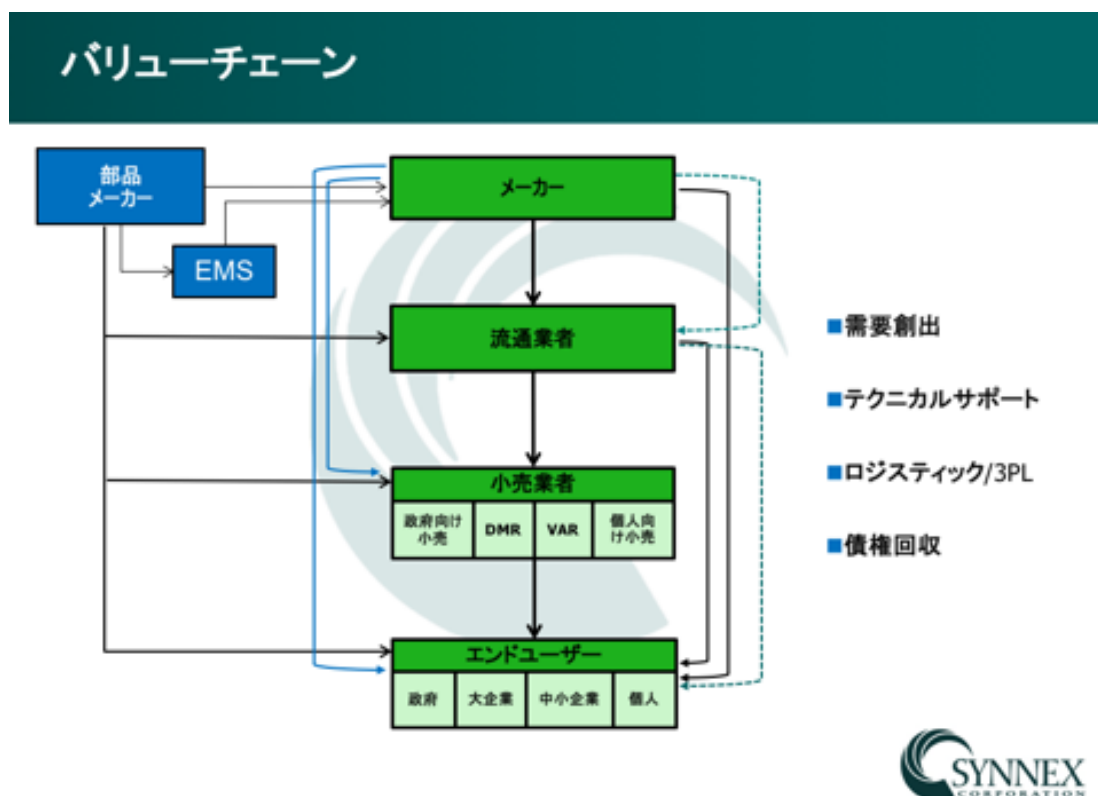 バリューチェーン
部品
メーカー
EMS
メーカー
流通業者
小売業者
政府向け
小売
DMR
VAR
個人向
け小売
エンドユーザー
政府
大企業
中小企業
個人
■需要創出
■テクニカルサポート
■ロジスティック/3PL
■債権回収
SYNNEX
CORPORATION